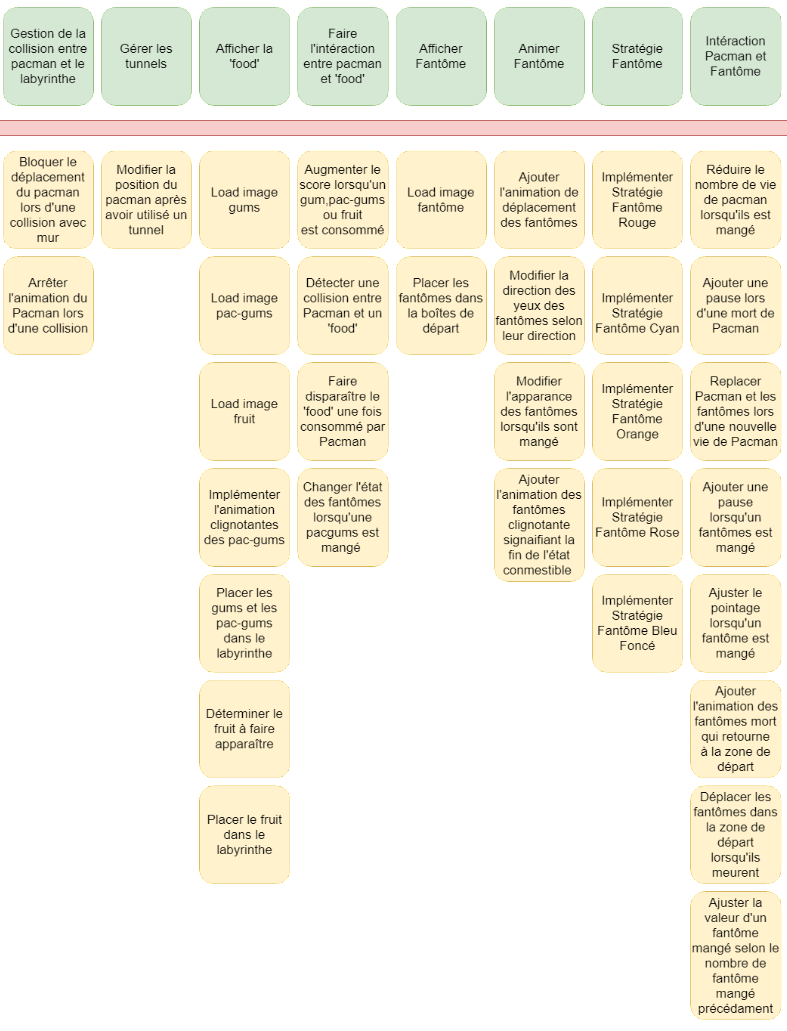 Gestion de la
collision entre
pacman et le
labyrinthe
Gérer les
tunnels
Afficher la
'food'
Faire
l'intéraction
entre pacman
et 'food'
Afficher
Fantôme
Animer
Fantôme
Stratégie
Fantôme
Intéraction
Pacman et
Fantôme
Bloquer le
déplacement
du pacman
lors d'une
collision avec
mur
Modifier la
position du
pacman après
avoir utilisé un
tunnel
Load image
gums
Augmenter le
score lorsqu'un
gum,pac-gums
ou fruit
est consommé
Load image
fantôme
Ajouter
l'animation de
déplacement
des fantômes
Implémenter
Stratégie
Fantôme
Rouge
Réduire le
nombre de vie
de pacman
lorsqu'ils est
mangé
Arrêter
l'animation du
Pacman lors
d'une collision
Load image
pac-gums
Détecter une
collision entre
Pacman et un
'food'
Placer les
fantômes dans
la boîtes de
départ
Modifier la
direction des
yeux des
fantômes selon
leur direction
Implémenter
Stratégie
Fantôme Cyan
Ajouter une
pause lors
d'une mort de
Pacman
Load image
fruit
Faire
disparaître le
'food' une fois
consommé par
Pacman
Modifier
l'apparance
des fantômes
lorsqu'ils sont
mangé
Implémenter
Stratégie
Fantôme
Orange
Replacer
Pacman et les
fantômes lors
d'une nouvelle
vie de Pacman
Implémenter
l'animation
clignotantes
des pac-gums
Changer l'état
des fantômes
lorsqu'une
pacgums est
mangé
Ajouter
l'animation des
fantômes
clignotante
signaifiant la
fin de l'état
conmestible
Implémenter
Stratégie
Fantôme Rose
Ajouter une
pause
lorsqu'un
fantômes est
mangé
Placer les
gums et les
pac-gums
dans le
labyrinthe
Implémenter
Stratégie
Fantôme Bleu
Foncé
Ajuster le
pointage
lorsqu'un
fantôme est
mangé
Déterminer le
fruit à faire
apparaître
Ajouter
l'animation des
fantômes mort
qui retourne
à la zone de
départ
Placer le fruit
dans le
labyrinthe
Déplacer les
fantômes dans
la zone de
départ
lorsqu'ils
meurent
Ajuster la
valeur d'un
fantôme
mangé selon le
nombre de
fantôme
mangé
précédament